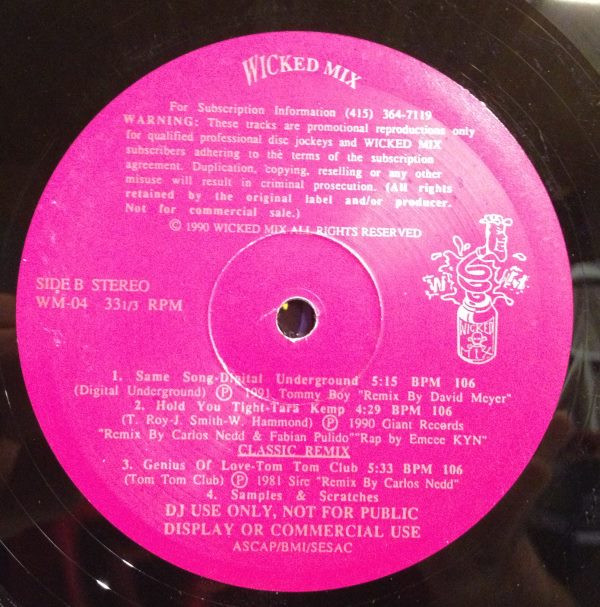 WICKED MIX
For Subscription Information (415) 364-7119
WARNING: These tracks are promotional reproductions only
for qualified professional disc jockeys and WICKED MIX
subscribers adhering to the terms of the subscription
agreement. Duplication, copying, reselling or any other
misuse will result in criminal prosecution. (All rights
retained by the original label and/or producer.
Not for commercial sale.)
© 1990 WICKED MIX ALL RIGHTS RESERVED
SIDE B STEREO
WM-04 33 1/3 RPM
WICKED
MIX
1. Same Song-Digital Underground 5:15 BPM 106
(Digital Underground) Ⓟ 1991 Tommy Boy "Remix By David Meyer"
2. Hold You Tight-Tara Kemp 4:29 BPM 106
(T. Roy-J. Smith-W. Hammond) Ⓟ 1990 Giant Records
"Remix By Carlos Nedd & Fabian Pulido""Rap by Emcee KYN"
CLASSIC REMIX
3. Genius Of Love-Tom Tom Club 5:33 BPM 106
(Tom Tom Club) Ⓟ 1981 Sire "Remix By Carlos Nedd"
4. Samples & Scratches
DJ USE ONLY, NOT FOR PUBLIC
DISPLAY OR COMMERCIAL USE
ASCAP/BMI/SESAC